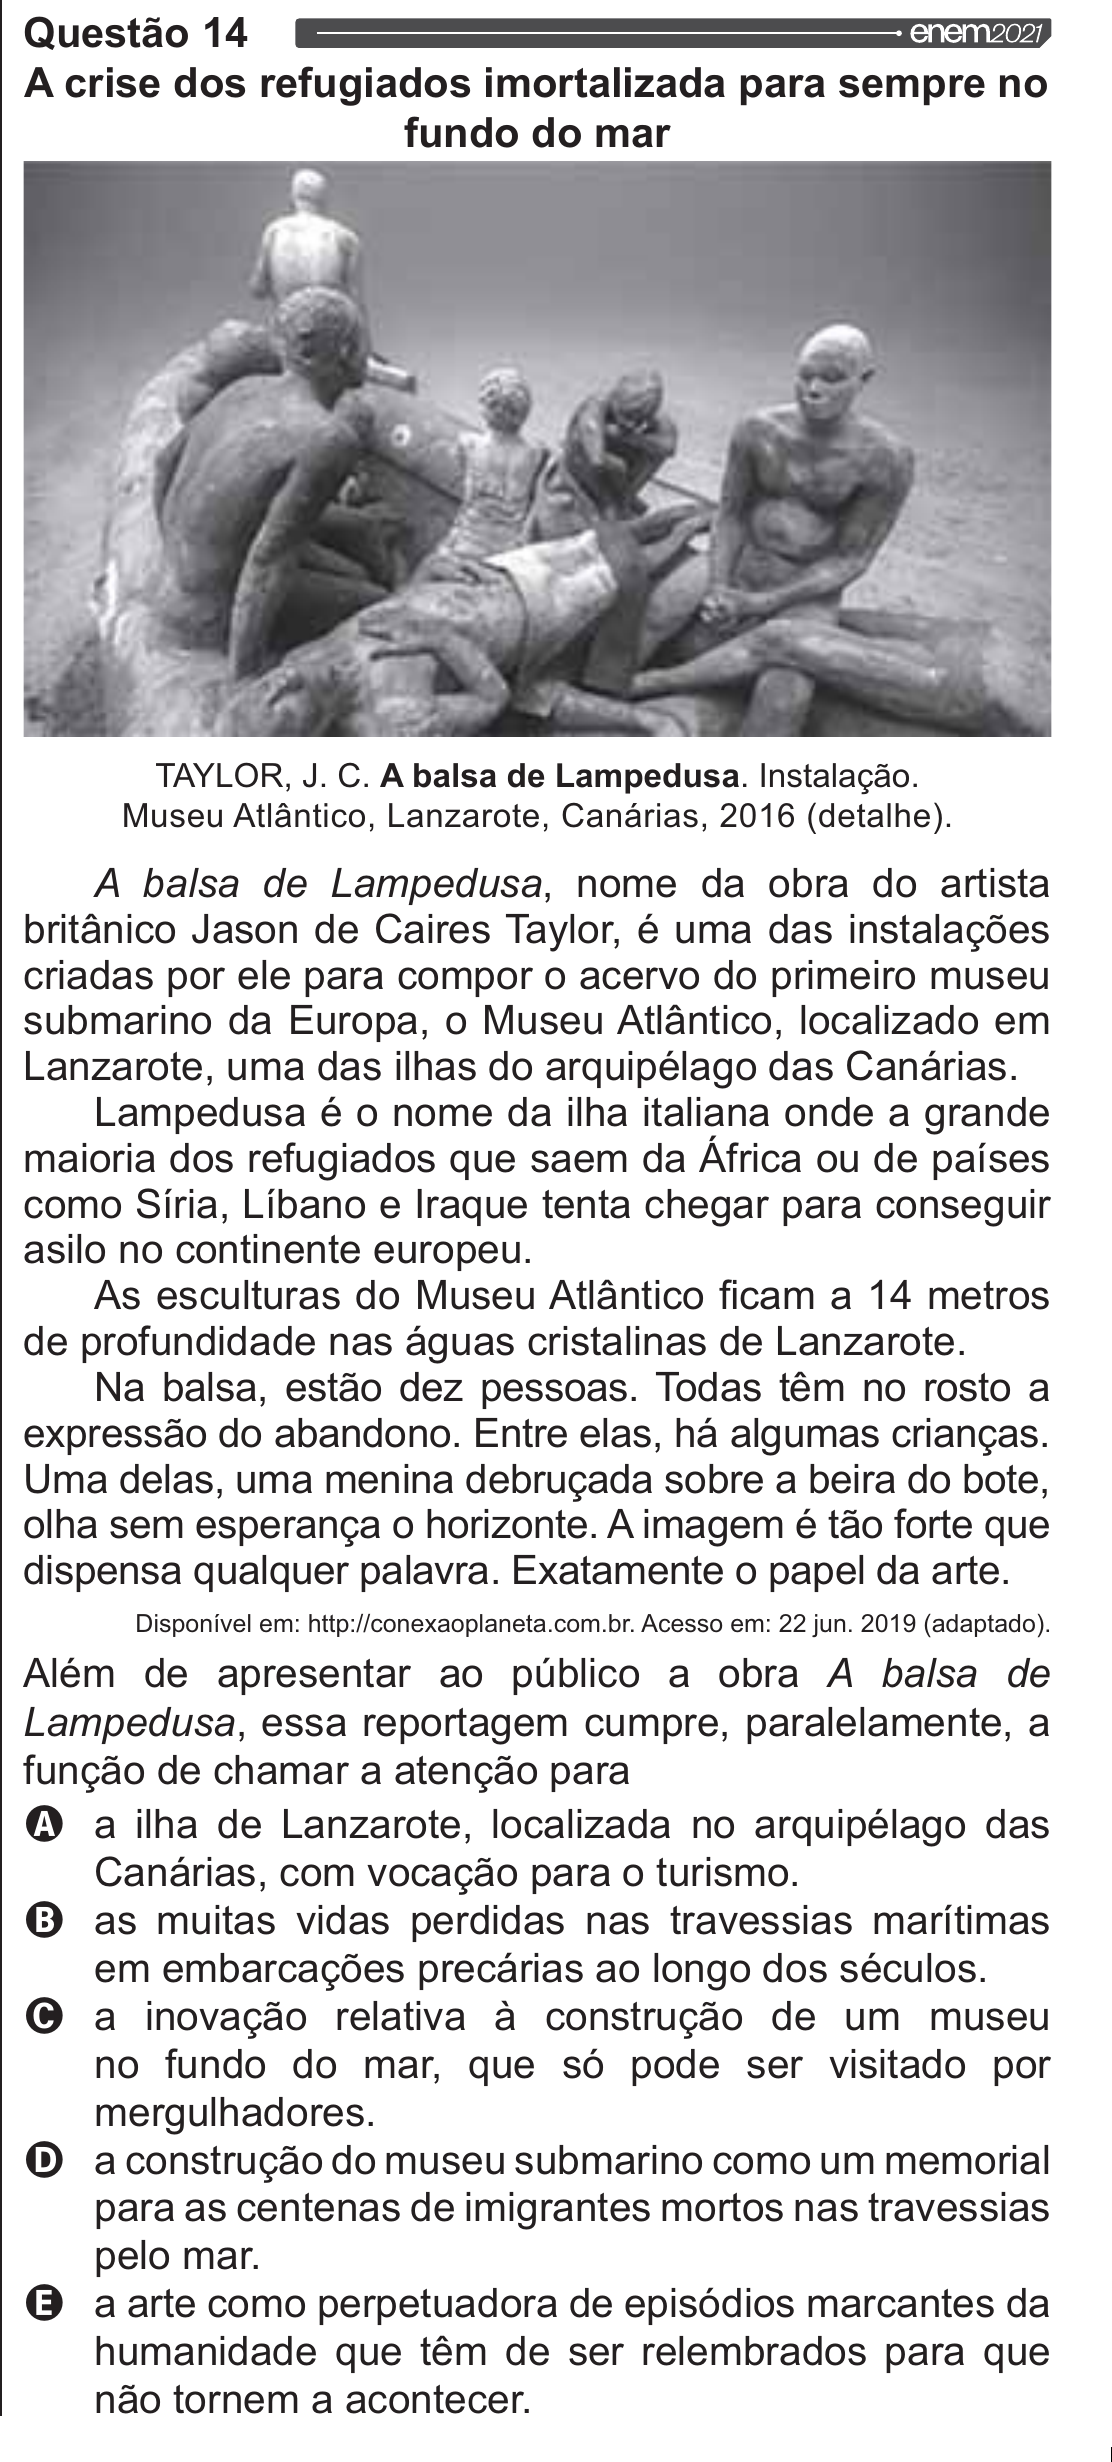 Questão 14
enem2021
A crise dos refugiados imortalizada para sempre no
fundo do mar
TAYLOR, J. C. A balsa de Lampedusa. Instalação.
Museu Atlântico, Lanzarote, Canárias, 2016 (detalhe).
A balsa de Lampedusa, nome da obra do artista
britânico Jason de Caires Taylor, é uma das instalações
criadas por ele para compor o acervo do primeiro museu
submarino da Europa, o Museu Atlântico, localizado em
Lanzarote, uma das ilhas do arquipélago das Canárias.
Lampedusa é o nome da ilha italiana onde a grande
maioria dos refugiados que saem da África ou de países
como Síria, Líbano e Iraque tenta chegar para conseguir
asilo no continente europeu.
As esculturas do Museu Atlântico ficam a 14 metros
de profundidade nas águas cristalinas de Lanzarote.
Na balsa, estão dez pessoas. Todas têm no rosto a
expressão do abandono. Entre elas, há algumas crianças.
Uma delas, uma menina debruçada sobre a beira do bote,
olha sem esperança o horizonte. A imagem é tão forte que
dispensa qualquer palavra. Exatamente o papel da arte.
Disponível em: http://conexaoplaneta.com.br. Acesso em: 22 jun. 2019 (adaptado).
Além de apresentar ao público a obra A balsa de
Lampedusa, essa reportagem cumpre, paralelamente, a
função de chamar a atenção para
A a ilha de Lanzarote, localizada no arquipélago das
Canárias, com vocação para o turismo.
B as muitas vidas perdidas nas travessias marítimas
em embarcações precárias ao longo dos séculos.
C a inovação relativa à construção de um museu
no fundo do mar, que só pode ser visitado por
mergulhadores.
D a construção do museu submarino como um memorial
para as centenas de imigrantes mortos nas travessias
pelo mar.
E a arte como perpetuadora de episódios marcantes da
humanidade que têm de ser relembrados para que
não tornem a acontecer.